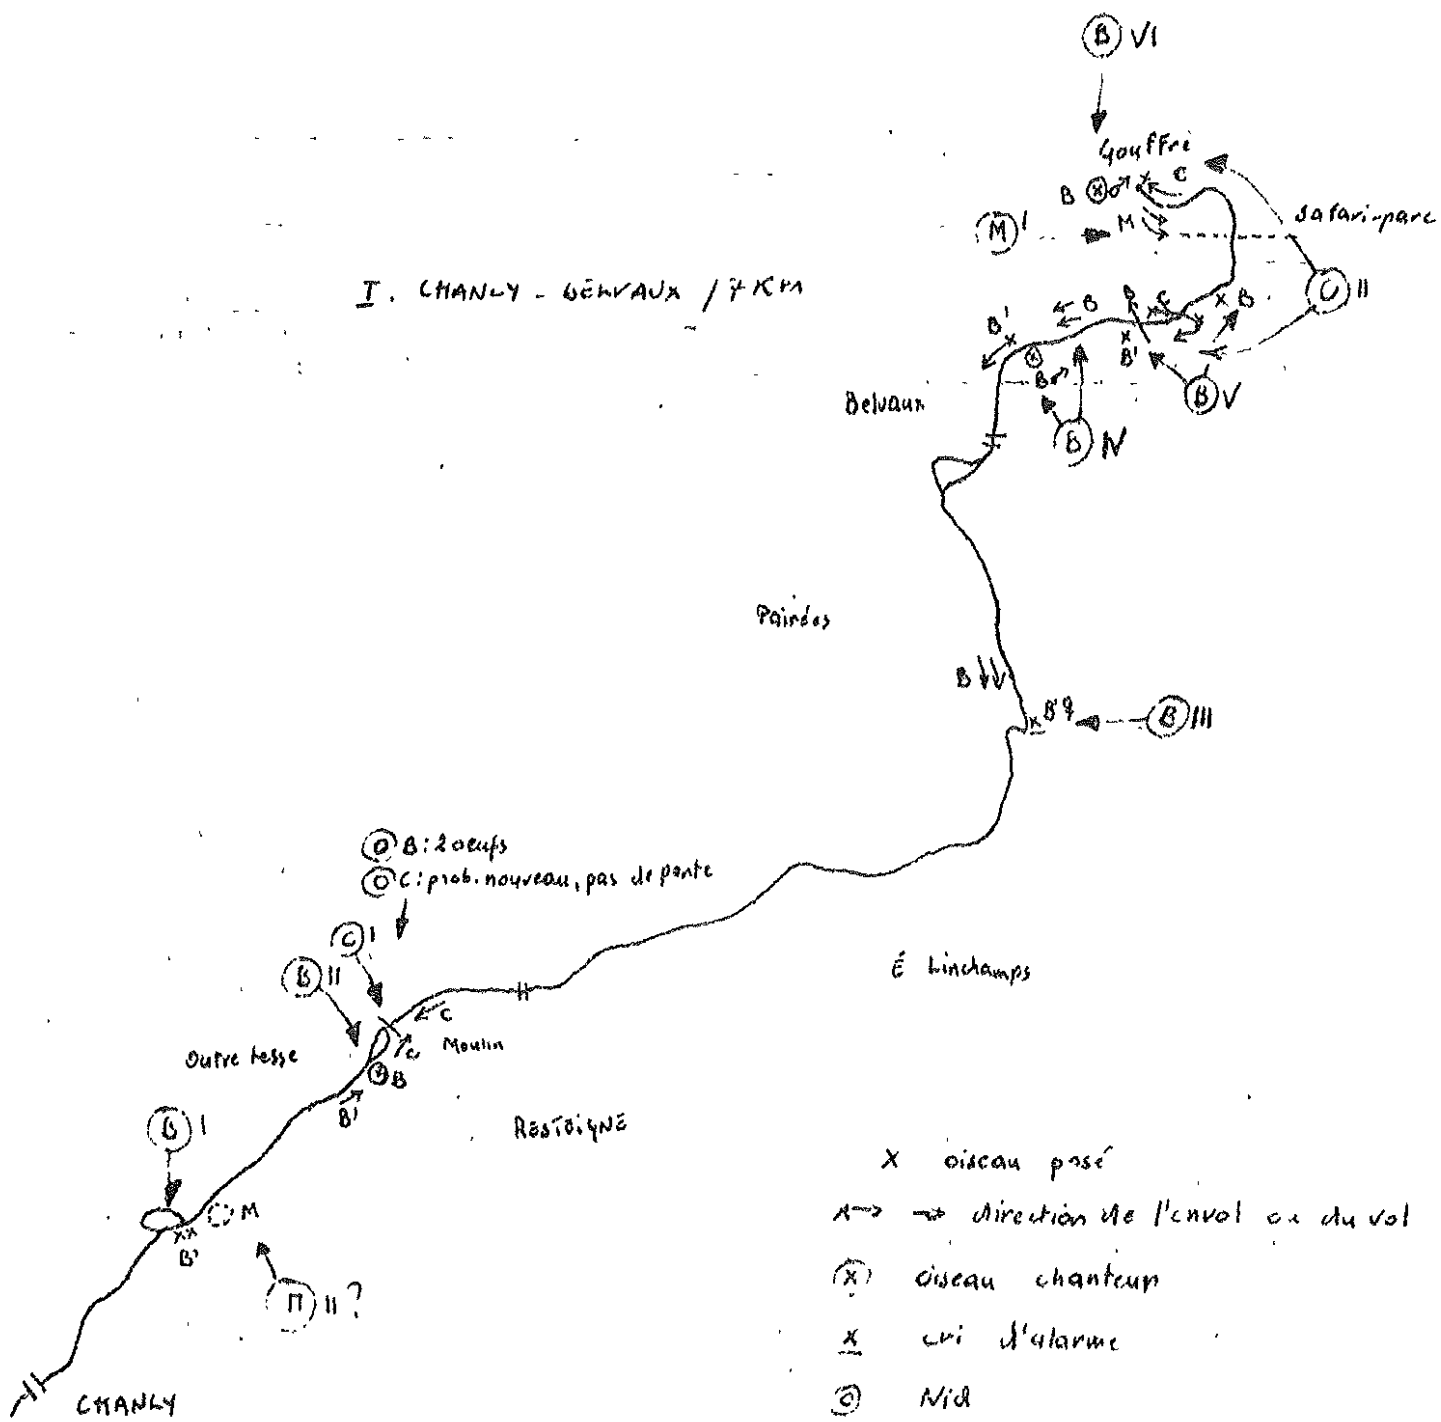 B VI
Gouffre
B C
M I M Safari-parc
C II
I. CHANLY - BELVAUX / 7 KM
B' B B C B
B'
B
Belvaux
B V
B IV
Pairées
B
B'♀ B III
B: 2 oeufs
C: prob. nouveau, pas de ponte
C I
B II
É Linchamps
C
C Moulin
Outre Lesse
B
B'
RESTEIGNE
B I
M
B'
M II ?
CHANLY
x oiseau posé
x→ → direction de l'envol ou du vol
(x) oiseau chanteur
x cri d'alarme
Nid